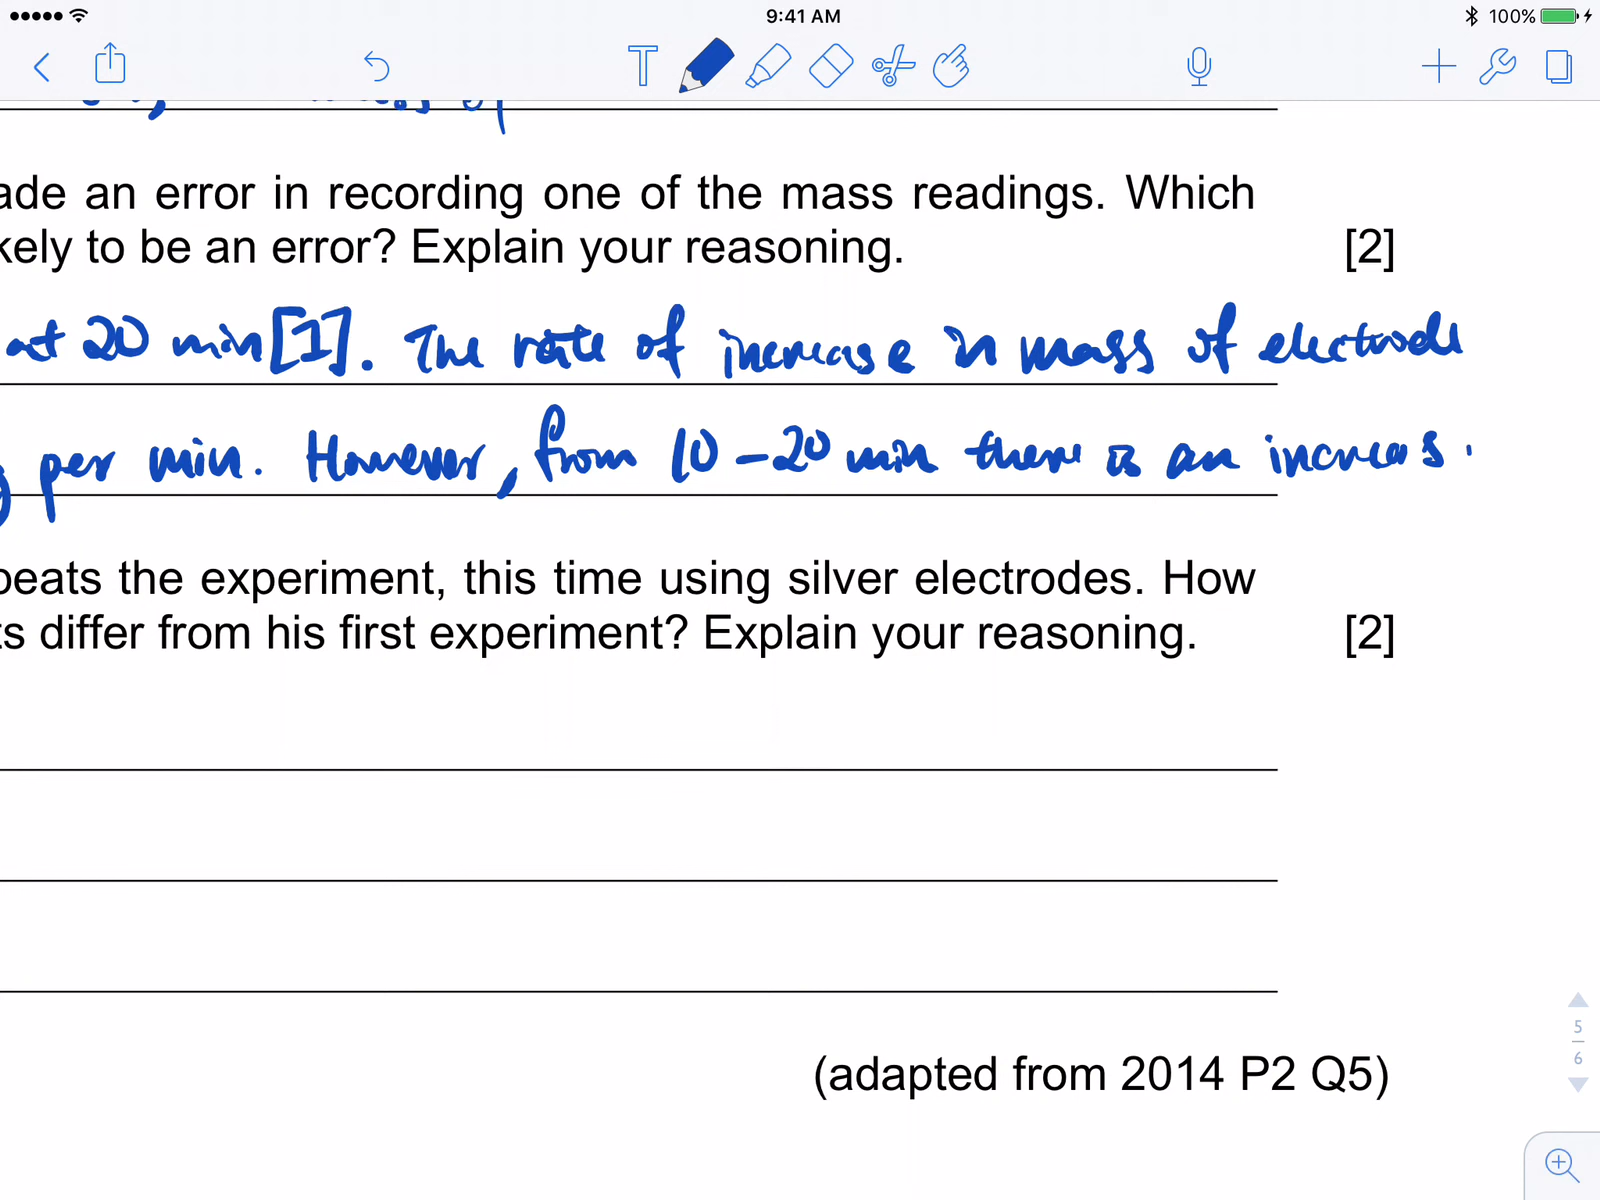 9:41 AM
100%
T
ade an error in recording one of the mass readings. Which
kely to be an error? Explain your reasoning. [2]
at 20 min [1]. The rate of increase in mass of electrode
per min. However, from 10-20 min there is an increas
peats the experiment, this time using silver electrodes. How
ts differ from his first experiment? Explain your reasoning. [2]
5
6
(adapted from 2014 P2 Q5)